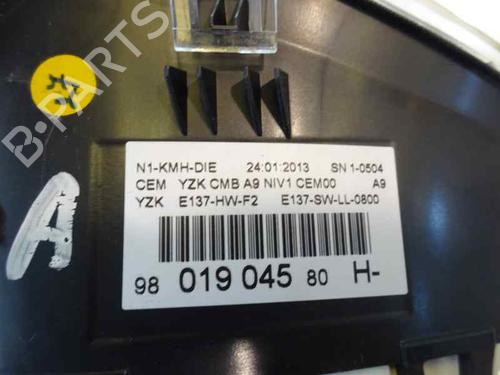 B-PARTS
N1-KMH-DIE 24:01:2013 SN 1-0504
CEM YZK CMB A9 NIV1 CEM00 A9
YZK E137-HW-F2 E137-SW-LL-0800
98 019 045 80 H-
A